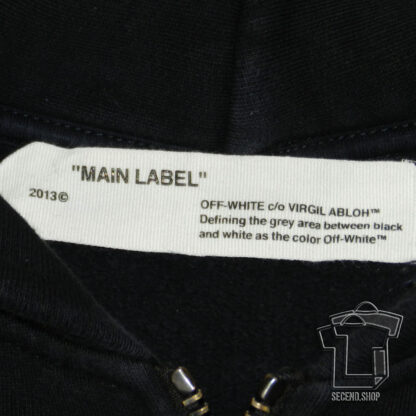 "MAIN LABEL"
2013©
OFF-WHITE c/o VIRGIL ABLOH™
Defining the grey area between black
and white as the color Off-White™
SECEND.SHOP